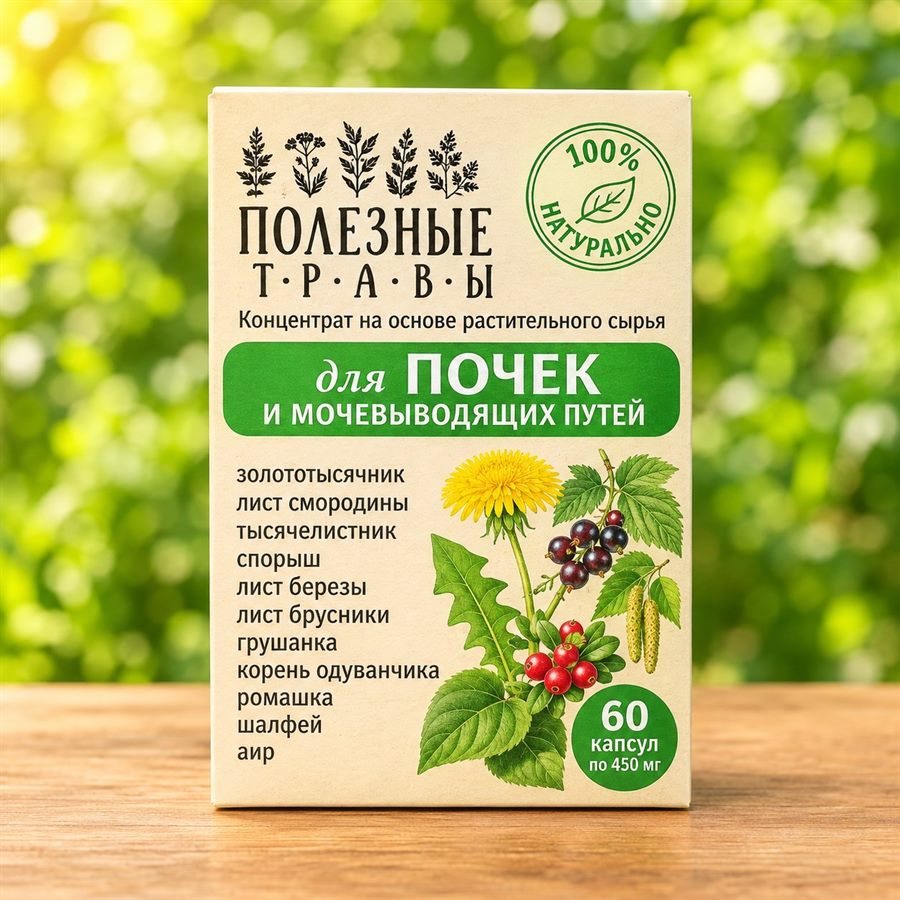 100%
НАТУРАЛЬНО
ПОЛЕЗНЫЕ
Т·Р·А·В·Ы
Концентрат на основе растительного сырья
для ПОЧЕК
И МОЧЕВЫВОДЯЩИХ ПУТЕЙ
золототысячник
лист смородины
тысячелистник
спорыш
лист березы
лист брусники
грушанка
корень одуванчика
ромашка
шалфей
аир
60
капсул
по 450 мг